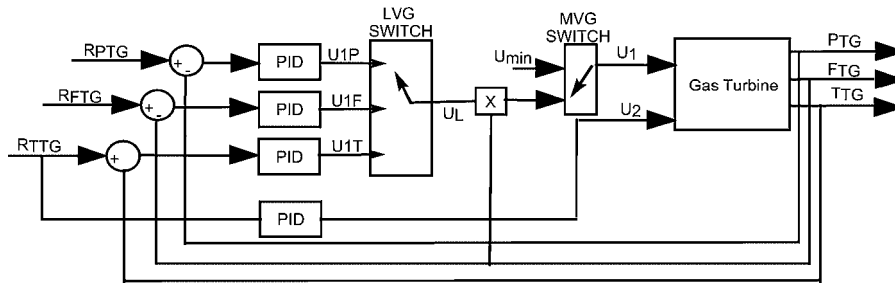 LVG
SWITCH
MVG
SWITCH
RPTG
+
-
PID
U1P
Umin
U1
PTG
RFTG
+
-
PID
U1F
UL
X
U2
Gas Turbine
FTG
TTG
RTTG
+
PID
U1T
PID